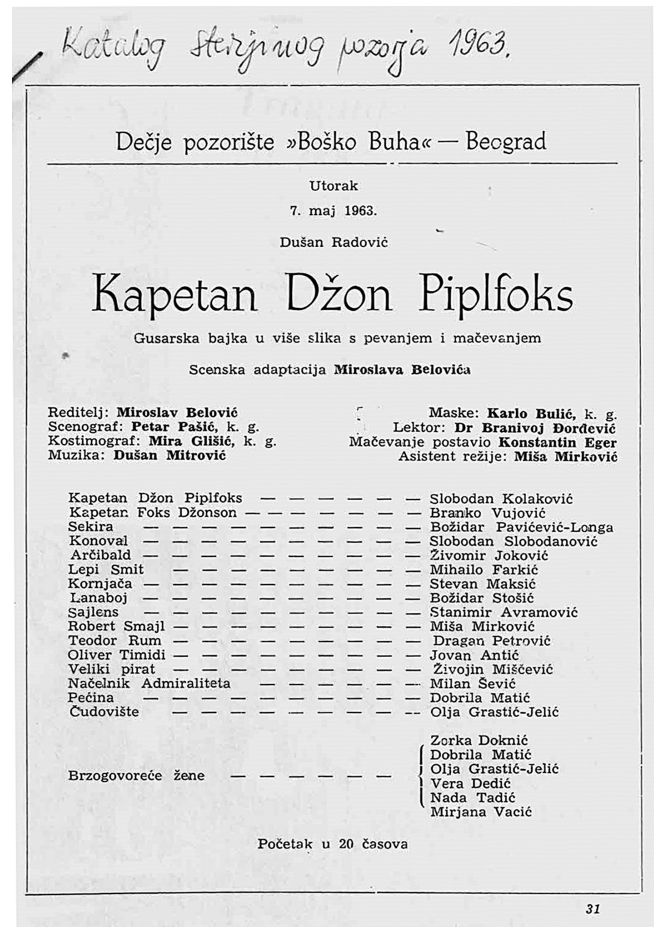 Katalog Sterijinog pozorja 1963.
Dečje pozorište »Boško Buha« — Beograd
Utorak
7. maj 1963.
Dušan Radović
Kapetan Džon Piplfoks
Gusarska bajka u više slika s pevanjem i mačevanjem
Scenska adaptacija Miroslava Belovića
Reditelj: Miroslav Belović
Scenograf: Petar Pašić, k. g.
Kostimograf: Mira Glišić, k. g.
Muzika: Dušan Mitrović
Maske: Karlo Bulić, k. g.
Lektor: Dr Branivoj Đorđević
Mačevanje postavio Konstantin Eger
Asistent režije: Miša Mirković
Kapetan Džon Piplfoks — — — — — — Slobodan Kolaković
Kapetan Foks Džonson — — — — — — — Branko Vujović
Sekira — — — — — — — — — — Božidar Pavićević-Longa
Konoval — — — — — — — — — — Slobodan Slobodanović
Arčibald — — — — — — — — — — Živomir Joković
Lepi Smit — — — — — — — — — Mihailo Farkić
Kornjača — — — — — — — — — — Stevan Maksić
Lanaboj — — — — — — — — — — Božidar Stošić
Sajlens — — — — — — — — — — Stanimir Avramović
Robert Smajl — — — — — — — — — Miša Mirković
Teodor Rum — — — — — — — — — Dragan Petrović
Oliver Timidi — — — — — — — — — Jovan Antić
Veliki pirat — — — — — — — — — Živojin Miščević
Načelnik Admiraliteta — — — — — — — Milan Šević
Pećina — — — — — — — — — — Dobrila Matić
Čudovište — — — — — — — — — Olja Grastić-Jelić
Brzogovoreće žene — — — — — —
Zorka Doknić
Dobrila Matić
Olja Grastić-Jelić
Vera Dedić
Nada Tadić
Mirjana Vacić
Početak u 20 časova
31